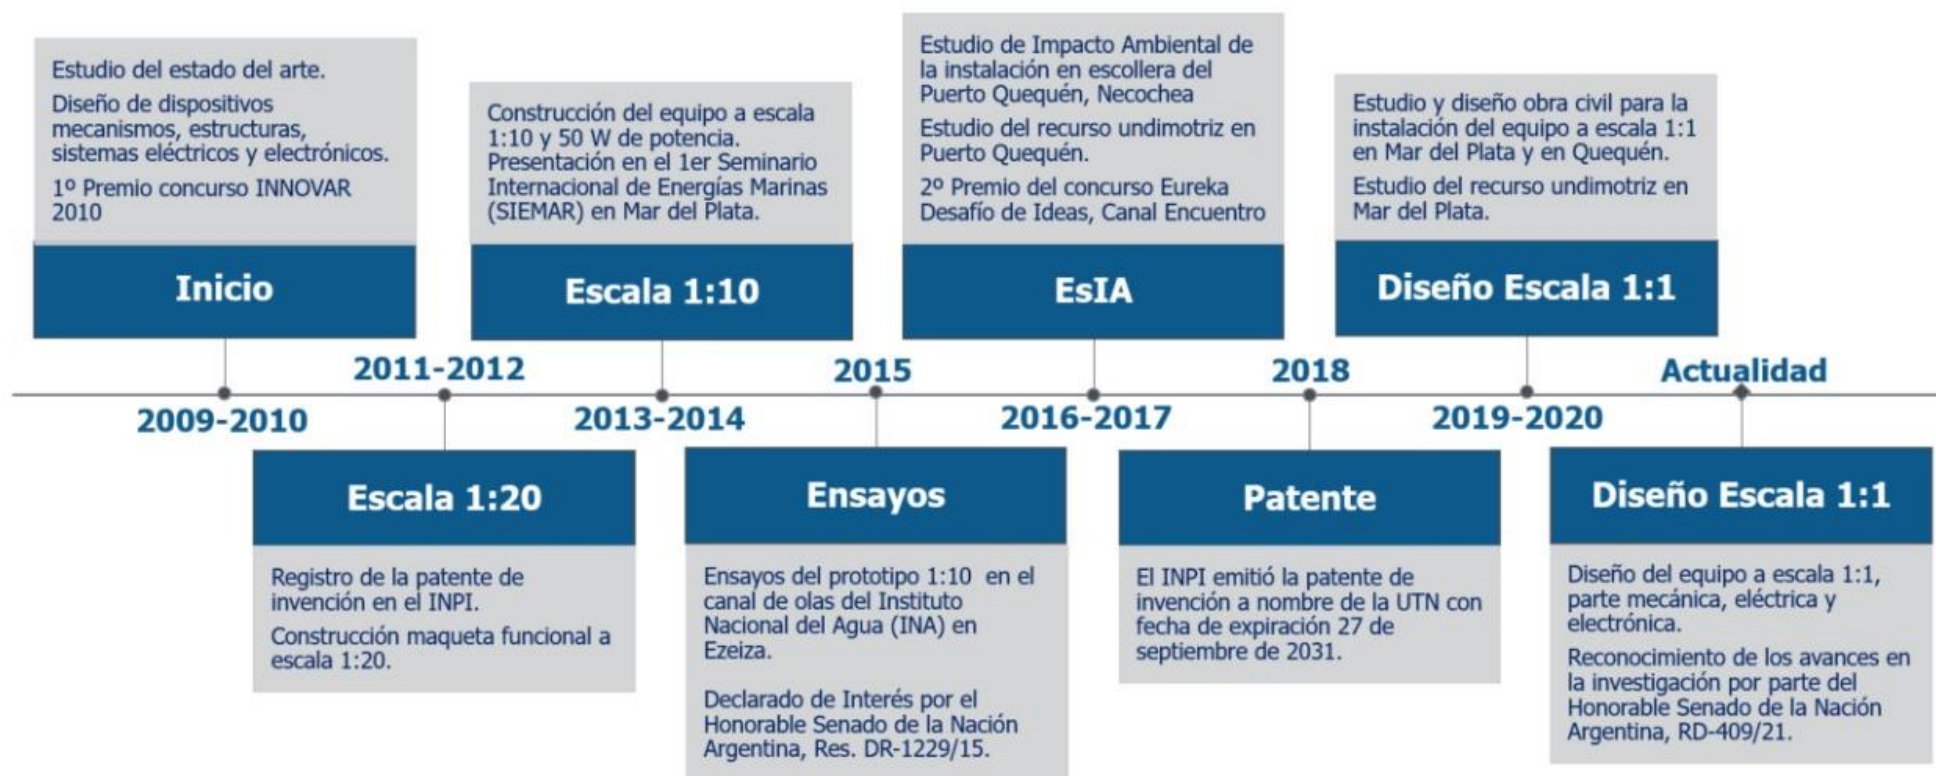 Estudio del estado del arte.
Diseño de dispositivos
mecanismos, estructuras,
sistemas eléctricos y electrónicos.
1º Premio concurso INNOVAR
2010
Inicio
2009-2010
2011-2012
Escala 1:20
Registro de la patente de
invención en el INPI.
Construcción maqueta funcional a
escala 1:20.
Construcción del equipo a escala
1:10 y 50 W de potencia.
Presentación en el 1er Seminario
Internacional de Energías Marinas
(SIEMAR) en Mar del Plata.
Escala 1:10
2013-2014
2015
Ensayos
Ensayos del prototipo 1:10 en el
canal de olas del Instituto
Nacional del Agua (INA) en
Ezeiza.
Declarado de Interés por el
Honorable Senado de la Nación
Argentina, Res. DR-1229/15.
Estudio de Impacto Ambiental de
la instalación en escollera del
Puerto Quequén, Necochea
Estudio del recurso undimotriz en
Puerto Quequén.
2º Premio del concurso Eureka
Desafío de Ideas, Canal Encuentro
EsIA
2016-2017
2018
Patente
El INPI emitió la patente de
invención a nombre de la UTN con
fecha de expiración 27 de
septiembre de 2031.
Estudio y diseño obra civil para la
instalación del equipo a escala 1:1
en Mar del Plata y en Quequén.
Estudio del recurso undimotriz en
Mar del Plata.
Diseño Escala 1:1
2019-2020
Actualidad
Diseño Escala 1:1
Diseño del equipo a escala 1:1,
parte mecánica, eléctrica y
electrónica.
Reconocimiento de los avances en
la investigación por parte del
Honorable Senado de la Nación
Argentina, RD-409/21.